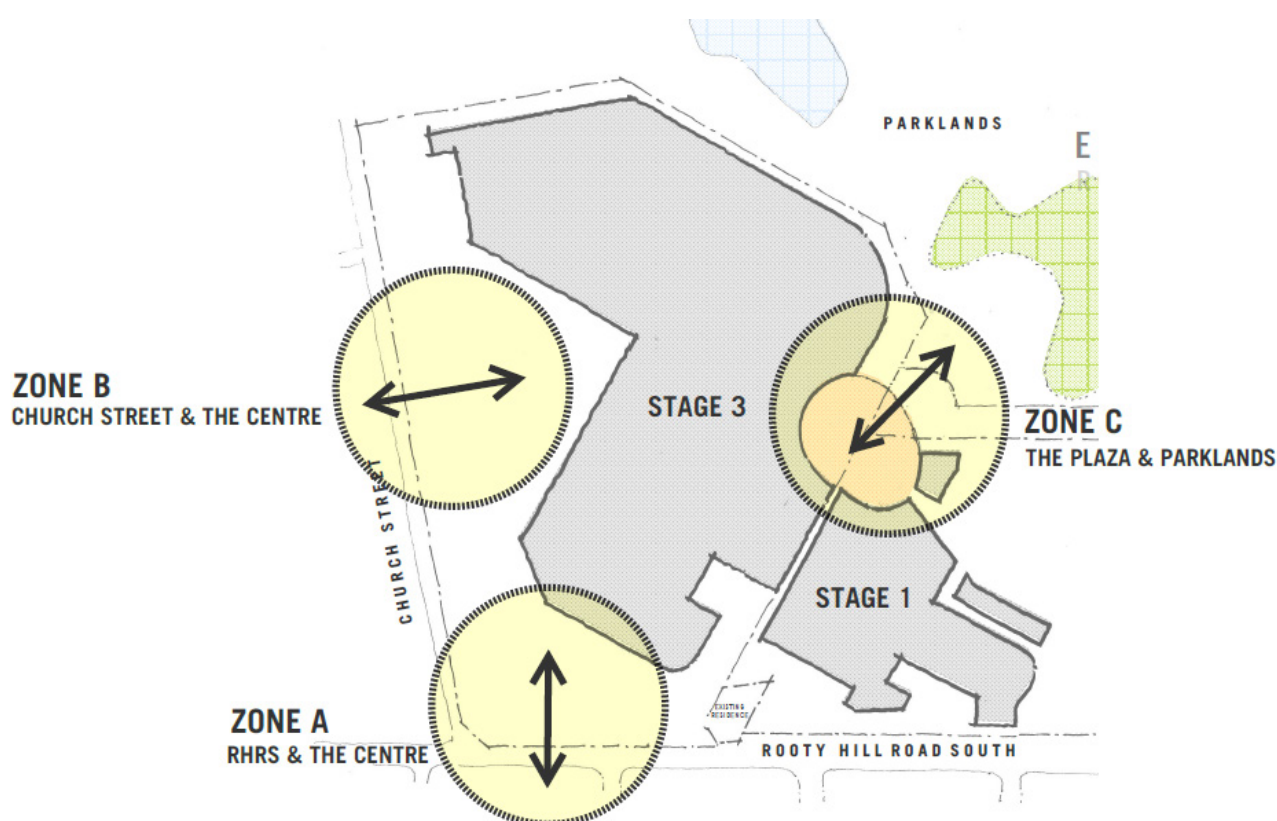 PARKLANDS
E
R
ZONE B
CHURCH STREET & THE CENTRE
STAGE 3
ZONE C
THE PLAZA & PARKLANDS
CHURCH STREET
STAGE 1
ZONE A
RHRS & THE CENTRE
EXISTING
RESIDENCE
ROOTY HILL ROAD SOUTH